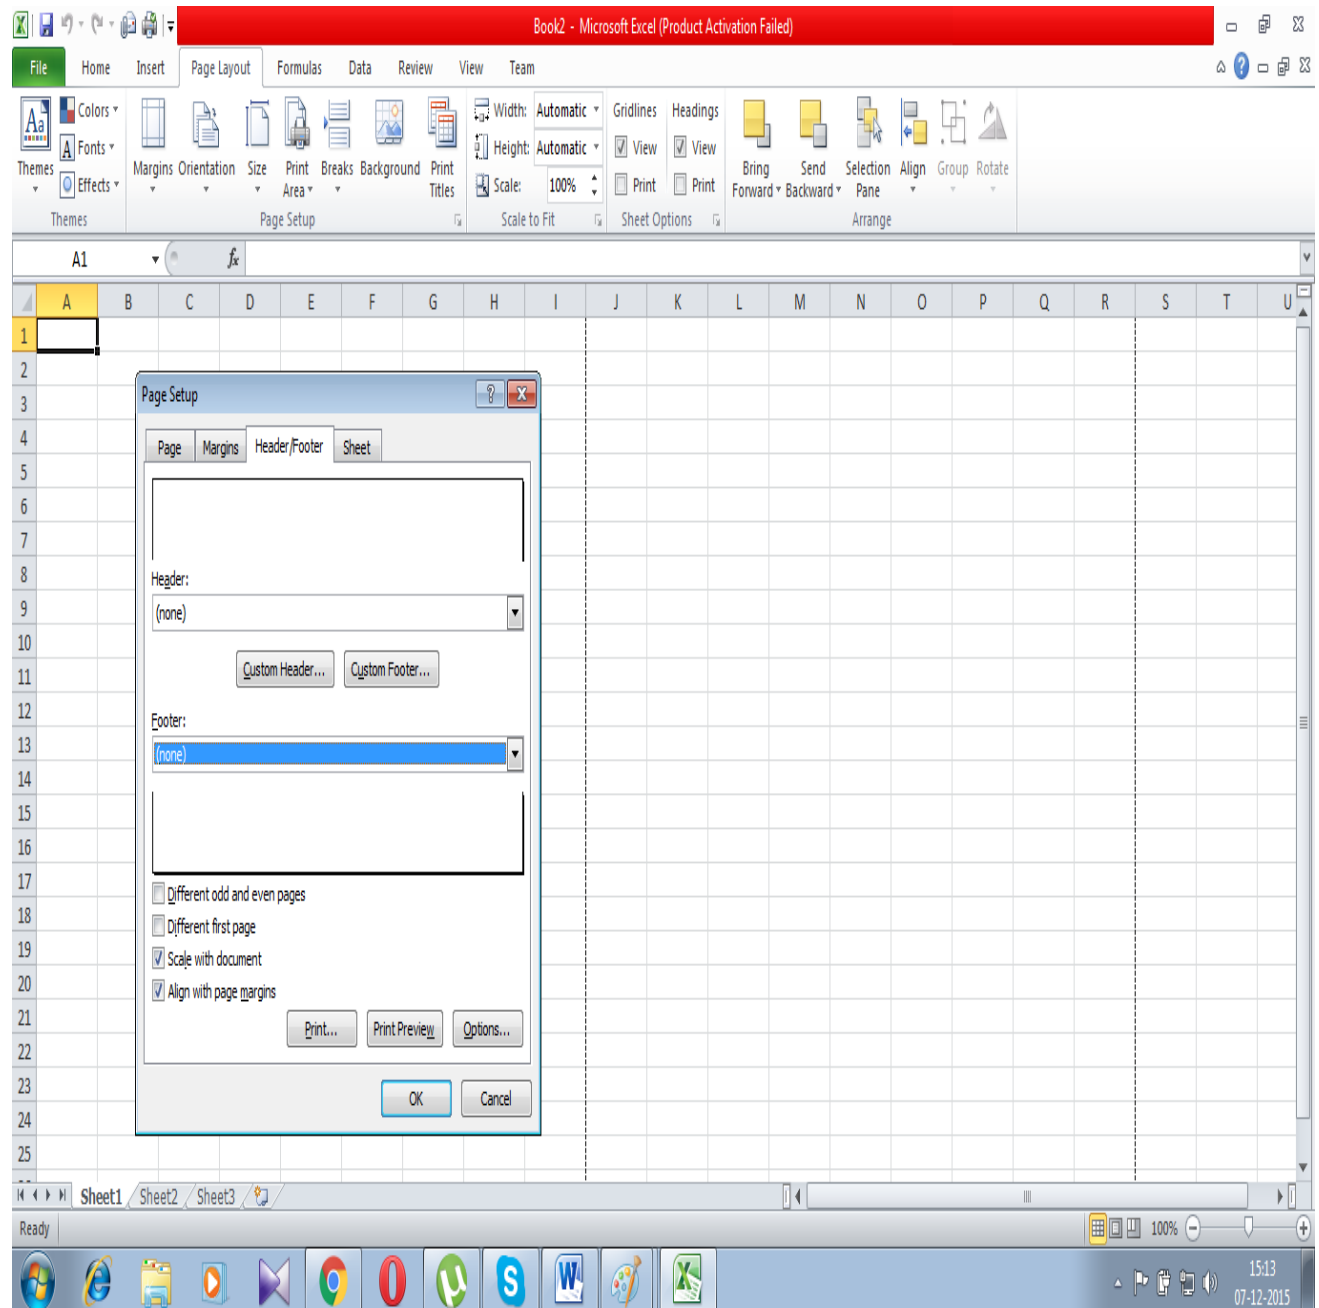 Book2 - Microsoft Excel (Product Activation Failed)
File Home Insert Page Layout Formulas Data Review View Team
Aa Themes
Colors
A Fonts
Effects
Margins Orientation Size Print Area Breaks Background Print Titles
Width: Automatic
Height: Automatic
Scale: 100%
Gridlines Headings
View View
Print Print
Bring Forward Send Backward Selection Pane Align Group Rotate
Themes Page Setup Scale to Fit Sheet Options Arrange
A1 fx
A B C D E F G H I J K L M N O P Q R S T U
1
2
3
4
5
6
7
8
9
10
11
12
13
14
15
16
17
18
19
20
21
22
23
24
25
Page Setup
Page Margins Header/Footer Sheet
Header:
(none)
Custom Header... Custom Footer...
Footer:
(none)
Different odd and even pages
Different first page
Scale with document
Align with page margins
Print... Print Preview Options...
OK Cancel
Sheet1 Sheet2 Sheet3
Ready 100%
15:13
07-12-2015